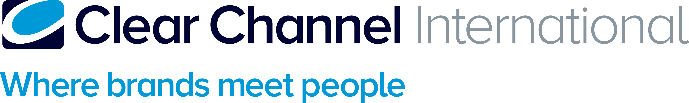 Clear Channel International
Where brands meet people